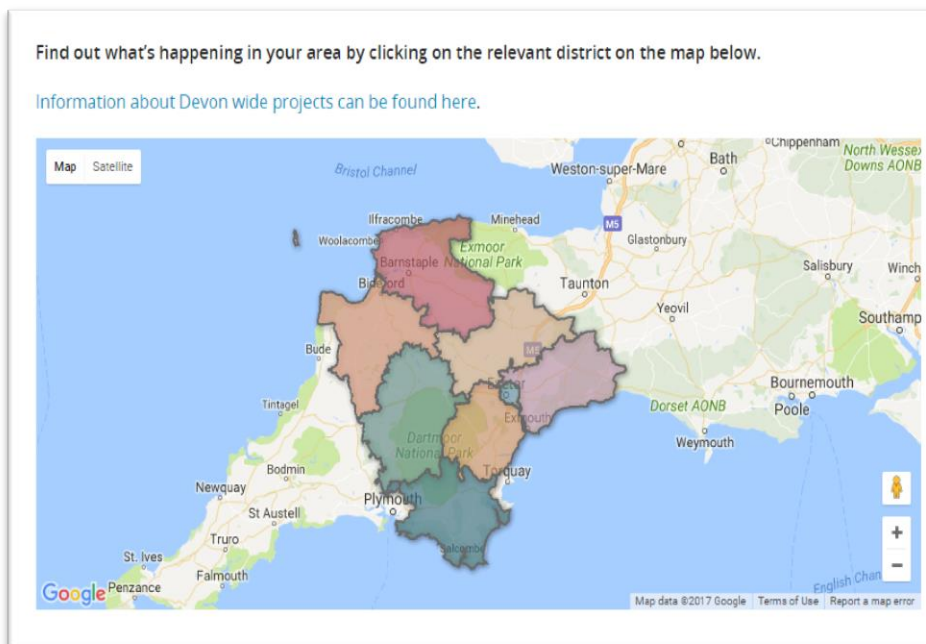 Find out what's happening in your area by clicking on the relevant district on the map below.
Information about Devon wide projects can be found here.
Map Satellite
Bristol Channel
Weston-super-Mare
Bath
Chippenham
North Wessex
Downs AONB
Ilfracombe
Minehead
M5
Woolacombe
Exmoor
National Park
Glastonbury
Barnstaple
Salisbury
Winch
Bideford
Taunton
Yeovil
Southamp
Bude
M5
Exeter
Bournemouth
Tintagel
Exmouth
Dorset AONB
Poole
Dartmoor
National Park
Weymouth
Bodmin
Torquay
Newquay
Plymouth
St Austell
Truro
Salcombe
St. Ives
Falmouth
Penzance
English Chan
Google
Map data ©2017 Google Terms of Use Report a map error
+
−